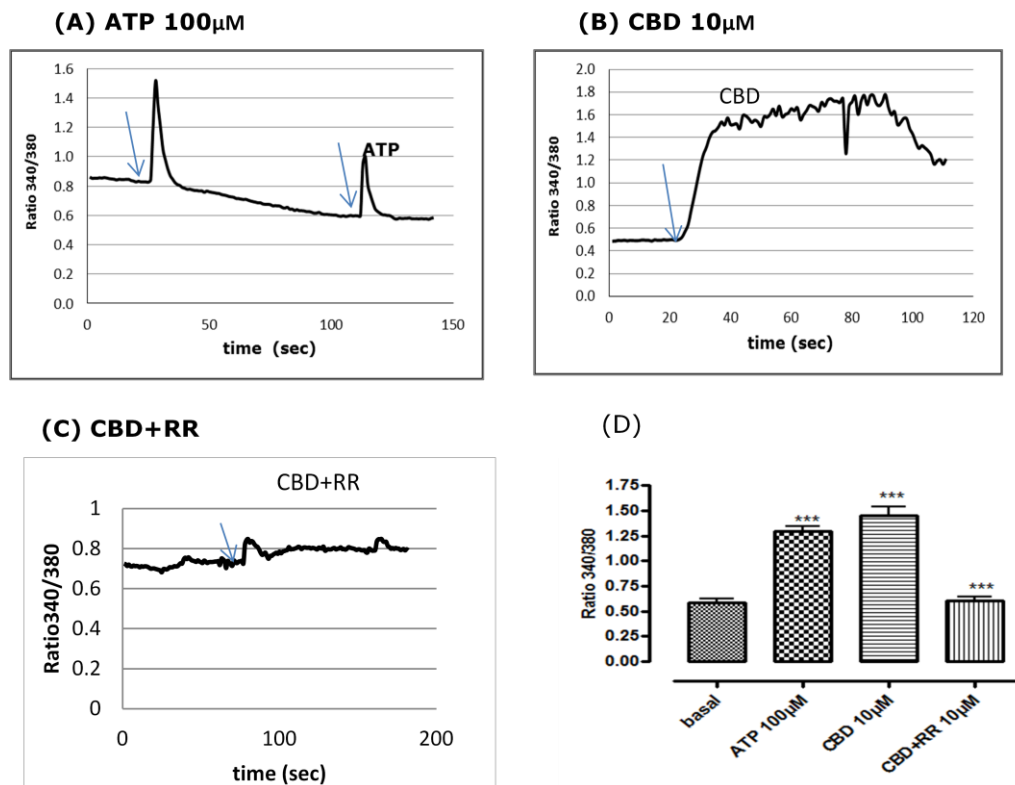 (A) ATP 100µM
Ratio 340/380
1.6
1.4
1.2
1.0
0.8
0.6
0.4
0.2
0.0
ATP
0 50 100 150
time (sec)
(B) CBD 10µM
Ratio 340/380
2.0
1.8
1.6
1.4
1.2
1.0
0.8
0.6
0.4
0.2
0.0
CBD
0 20 40 60 80 100 120
time (sec)
(C) CBD+RR
CBD+RR
Ratio340/380
1
0.8
0.6
0.4
0.2
0
0 100 200
time (sec)
(D)
Ratio 340/380
1.75
1.50
1.25
1.00
0.75
0.50
0.25
0.00
*** *** ***
basal
ATP 100µM
CBD 10µM
CBD+RR 10µM